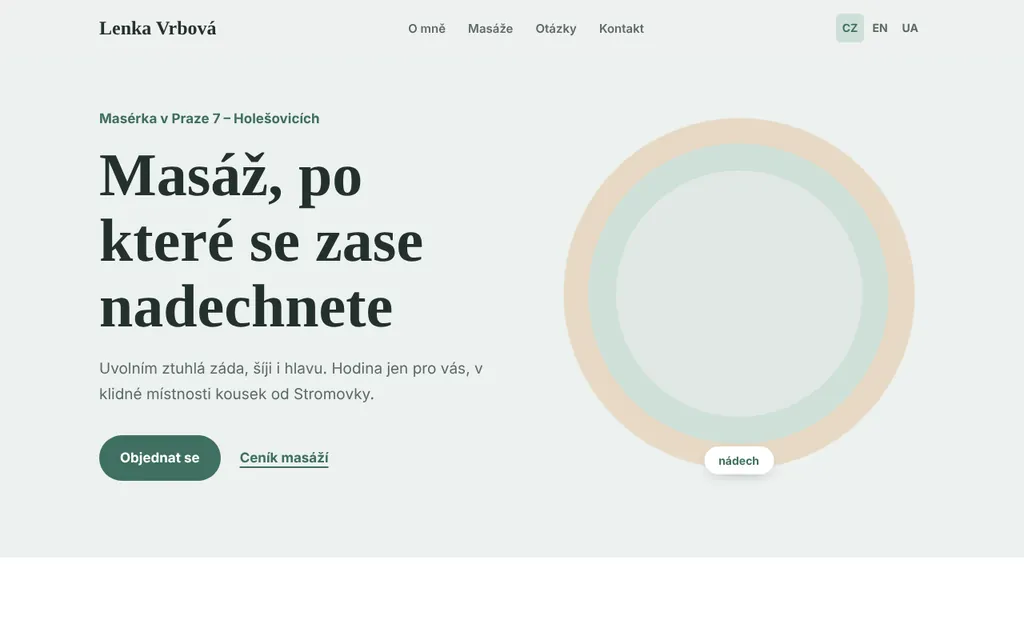 Lenka Vrbová
O mně
Masáže
Otázky
Kontakt
CZ
EN
UA
Masérka v Praze 7 – Holešovicích
Masáž, po
které se zase
nadechnete
Uvolním ztuhlá záda, šíji i hlavu. Hodina jen pro vás, v
klidné místnosti kousek od Stromovky.
Objednat se
Ceník masáží
nádech